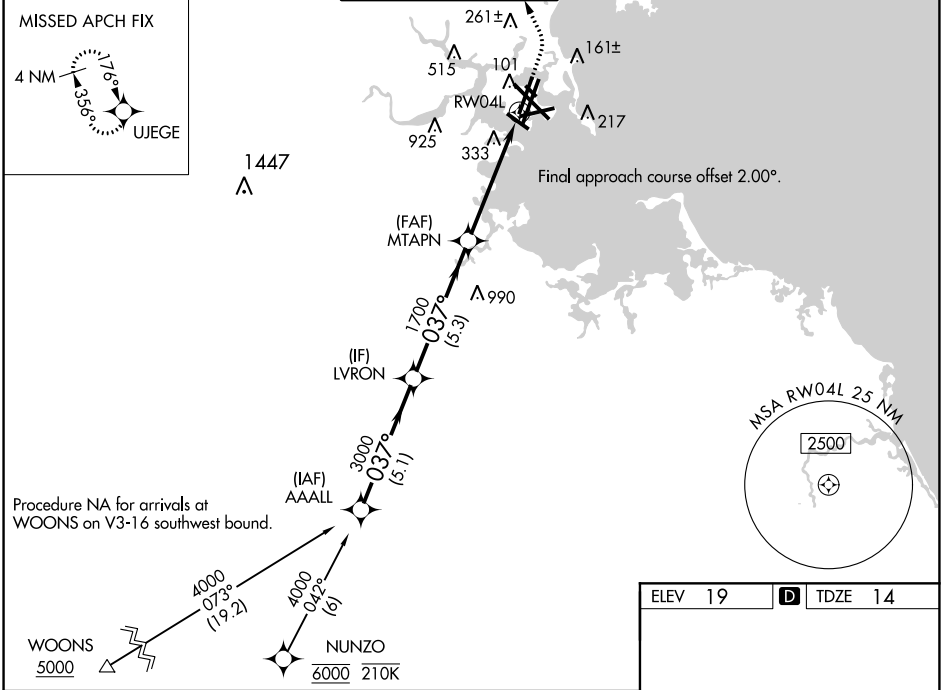 MISSED APCH FIX
4 NM
176°
356°
UJEGE
261±
515
101
161±
RW04L
925
333
217
1447
Final approach course offset 2.00°.
(FAF)
MTAPN
990
1700
037°
(5.3)
(IF)
LVRON
3000
037°
(5.1)
(IAF)
AAALL
MSA RW04L 25 NM
2500
Procedure NA for arrivals at
WOONS on V3-16 southwest bound.
4000
073°
(19.2)
4000
042°
(6)
WOONS
5000
NUNZO
6000 210K
ELEV 19 D TDZE 14